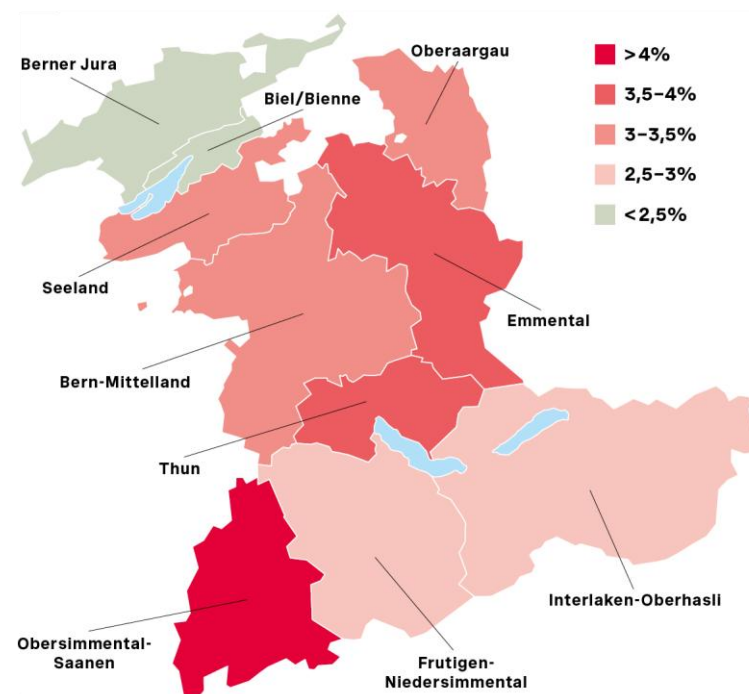 Oberaargau
Berner Jura
Biel/Bienne
>4%
3,5–4%
3–3,5%
2,5–3%
<2,5%
Seeland
Emmental
Bern-Mittelland
Thun
Interlaken-Oberhasli
Obersimmental-
Saanen
Frutigen-
Niedersimmental